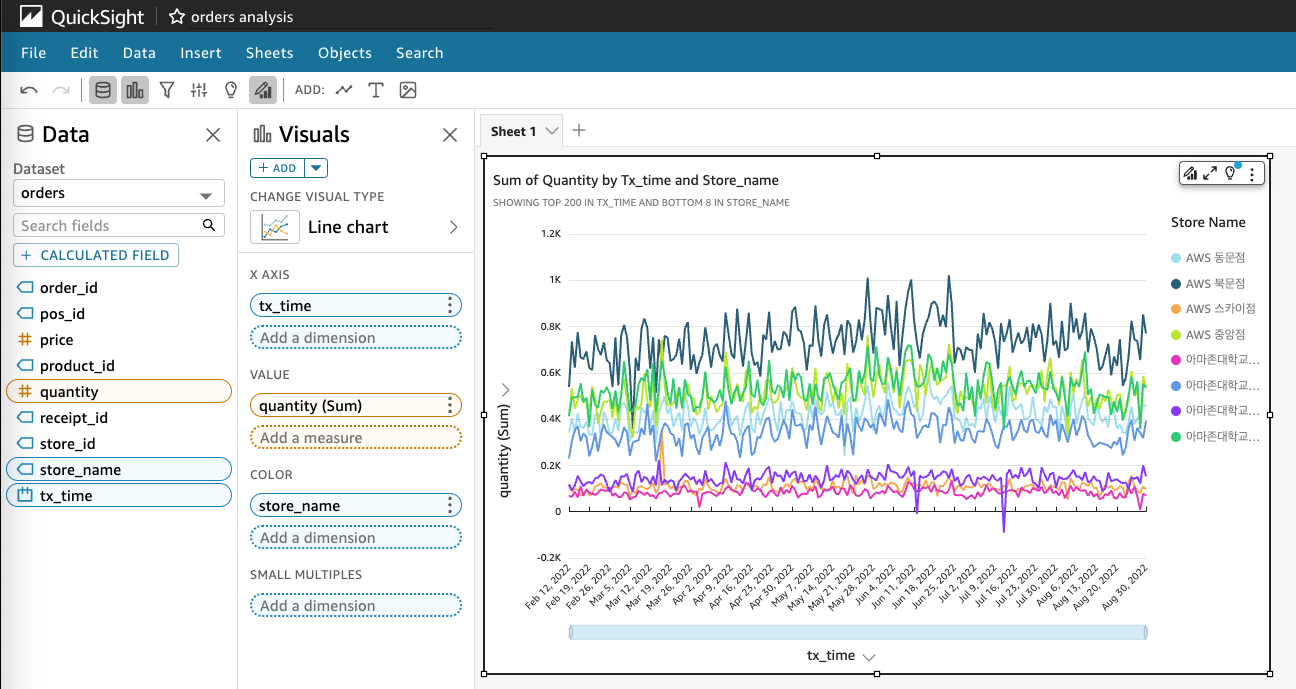 QuickSight
orders analysis
File Edit Data Insert Sheets Objects Search
ADD:
Data
Dataset
orders
Search fields
+ CALCULATED FIELD
order_id
pos_id
price
product_id
quantity
receipt_id
store_id
store_name
tx_time
Visuals
+ ADD
CHANGE VISUAL TYPE
Line chart
X AXIS
tx_time
Add a dimension
VALUE
quantity (Sum)
Add a measure
COLOR
store_name
Add a dimension
SMALL MULTIPLES
Add a dimension
Sheet 1
Sum of Quantity by Tx_time and Store_name
SHOWING TOP 200 IN TX_TIME AND BOTTOM 8 IN STORE_NAME
quantity (Sum)
1.2K
1K
0.8K
0.6K
0.4K
0.2K
0
-0.2K
Feb 12, 2022
Feb 19, 2022
Feb 26, 2022
Mar 5, 2022
Mar 12, 2022
Mar 19, 2022
Mar 26, 2022
Apr 2, 2022
Apr 9, 2022
Apr 16, 2022
Apr 23, 2022
Apr 30, 2022
May 7, 2022
May 14, 2022
May 21, 2022
May 28, 2022
Jun 4, 2022
Jun 11, 2022
Jun 18, 2022
Jun 25, 2022
Jul 2, 2022
Jul 9, 2022
Jul 16, 2022
Jul 23, 2022
Jul 30, 2022
Aug 6, 2022
Aug 13, 2022
Aug 20, 2022
Aug 30, 2022
tx_time
Store Name
AWS 동문점
AWS 북문점
AWS 스카이점
AWS 중앙점
아마존대학교...
아마존대학교...
아마존대학교...
아마존대학교...